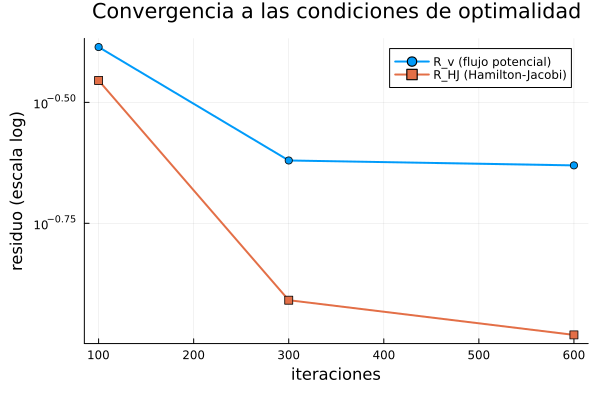 Convergencia a las condiciones de optimalidad
R_v (flujo potencial)
R_HJ (Hamilton-Jacobi)
residuo (escala log)
10^−0.50
10^−0.75
100 200 300 400 500 600
iteraciones